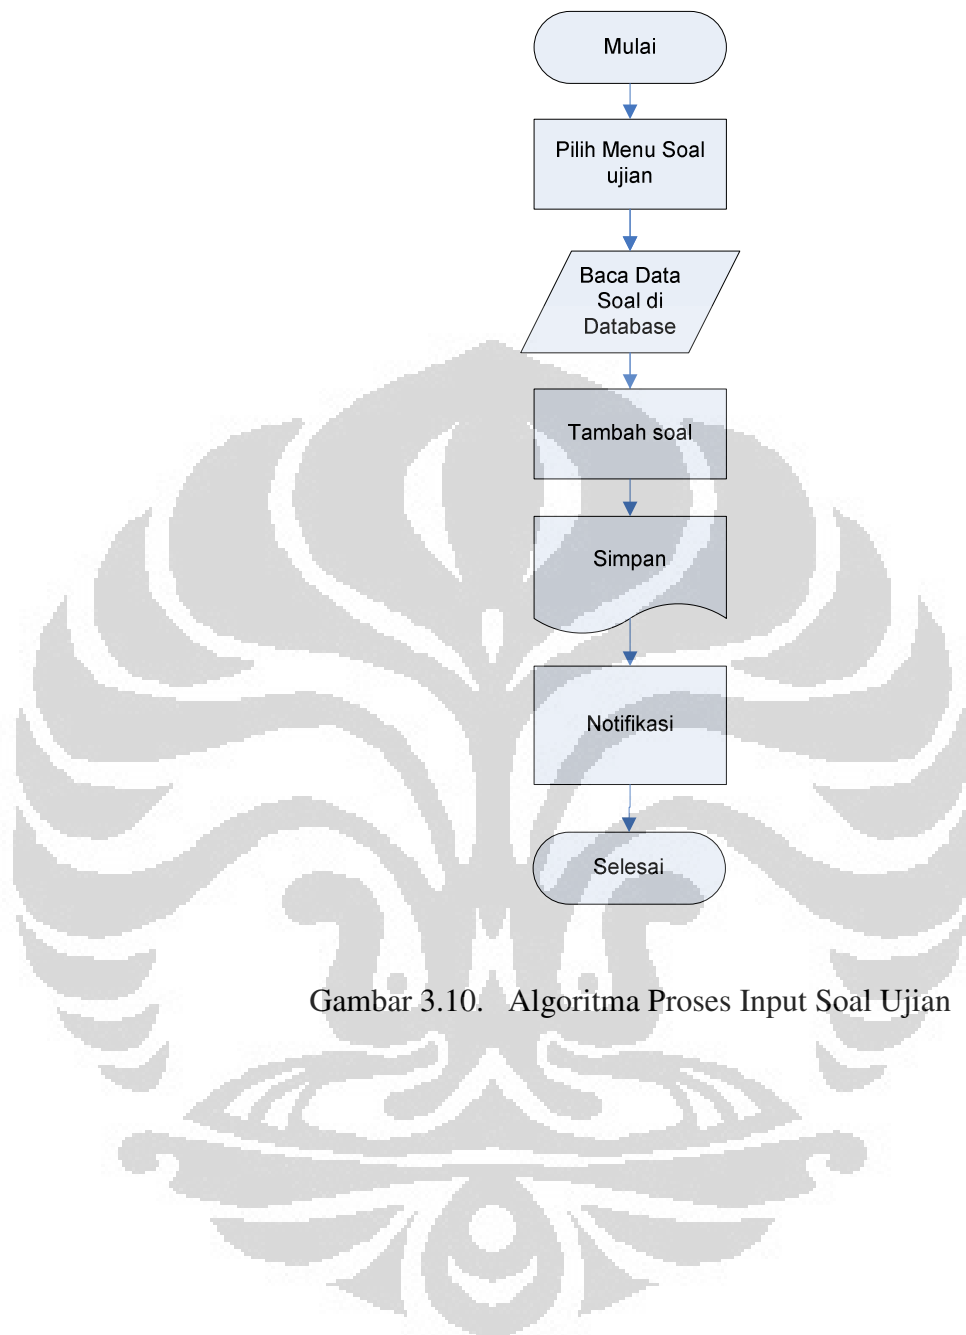 Mulai
Pilih Menu Soal
ujian
Baca Data
Soal di
Database
Tambah soal
Simpan
Notifikasi
Selesai
Gambar 3.10.   Algoritma Proses Input Soal Ujian